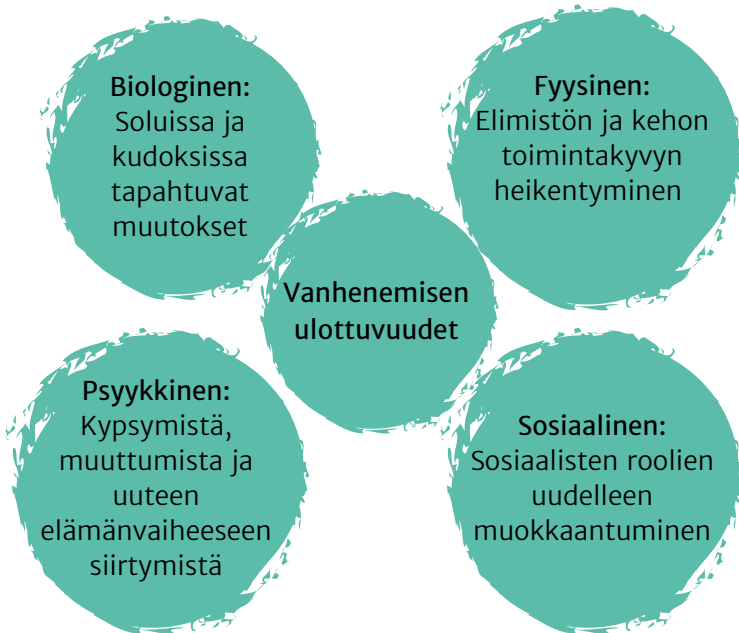 Biologinen:
Soluissa ja
kudoksissa
tapahtuvat
muutokset
Fyysinen:
Elimistön ja kehon
toimintakyvyn
heikentyminen
Vanhenemisen
ulottuvuudet
Psyykkinen:
Kypsymistä,
muuttumista ja
uuteen
elämänvaiheeseen
siirtymistä
Sosiaalinen:
Sosiaalisten roolien
uudelleen
muokkaantuminen